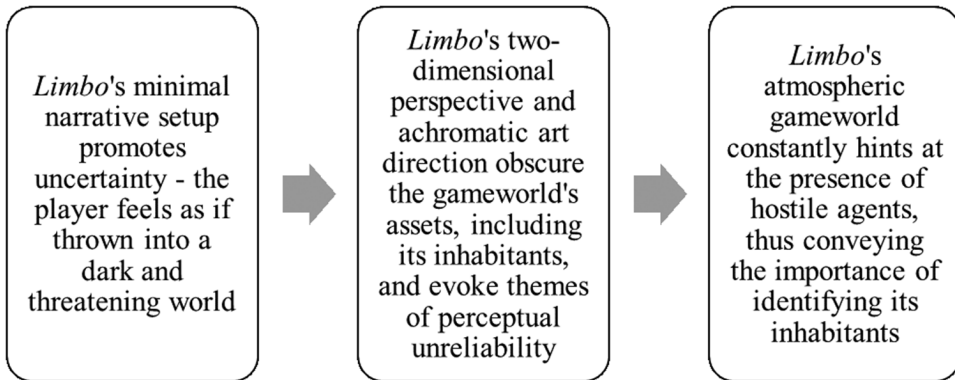 Limbo's minimal
narrative setup
promotes
uncertainty - the
player feels as if
thrown into a
dark and
threatening world
Limbo's two-
dimensional
perspective and
achromatic art
direction obscure
the gameworld's
assets, including
its inhabitants,
and evoke themes
of perceptual
unreliability
Limbo's
atmospheric
gameworld
constantly hints at
the presence of
hostile agents,
thus conveying
the importance of
identifying its
inhabitants